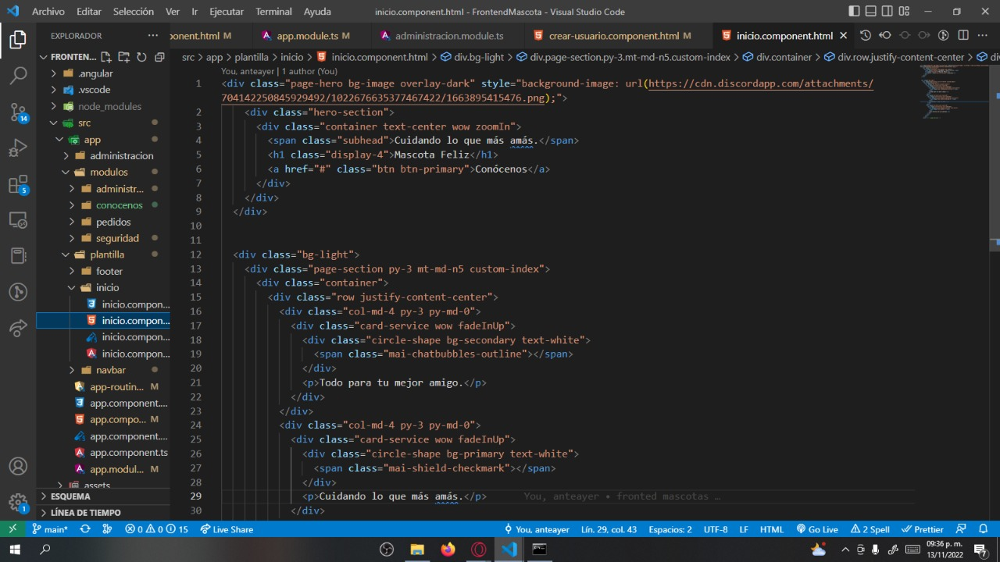 Archivo Editar Selección Ver Ir Ejecutar Terminal Ayuda inicio.component.html - FrontendMascota - Visual Studio Code
EXPLORADOR ··· ponent.html M app.module.ts M administracion.module.ts crear-usuario.component.html M inicio.component.html
FRONTEN... src > app > plantilla > inicio > inicio.component.html > div.bg-light > div.page-section.py-3.mt-md-n5.custom-index > div.container > div.row.justify-content-center > di
.angular
.vscode
node_modules
src
app
administracion
modulos
administr...
conocenos
pedidos
seguridad
plantilla
footer
inicio
inicio.compon...
inicio.compon...
inicio.compon...
inicio.compon...
navbar
app-routin... M
app.component....
app.compo... M
app.component....
app.component.ts
app.modul... M
assets
ESQUEMA
LÍNEA DE TIEMPO
14
5
1
You, anteayer | 1 author (You)
1 <div class="page-hero bg-image overlay-dark" style="background-image: url(https://cdn.discordapp.com/attachments/
704142250845929492/1022676635377467422/1663895415476.png);">
2 <div class="hero-section">
3 <div class="container text-center wow zoomIn">
4 <span class="subhead">Cuidando lo que más amás.</span>
5 <h1 class="display-4">Mascota Feliz</h1>
6 <a href="#" class="btn btn-primary">Conócenos</a>
7 </div>
8 </div>
9 </div>
10
11
12 <div class="bg-light">
13 <div class="page-section py-3 mt-md-n5 custom-index">
14 <div class="container">
15 <div class="row justify-content-center">
16 <div class="col-md-4 py-3 py-md-0">
17 <div class="card-service wow fadeInUp">
18 <div class="circle-shape bg-secondary text-white">
19 <span class="mai-chatbubbles-outline"></span>
20 </div>
21 <p>Todo para tu mejor amigo.</p>
22 </div>
23 </div>
24 <div class="col-md-4 py-3 py-md-0">
25 <div class="card-service wow fadeInUp">
26 <div class="circle-shape bg-primary text-white">
27 <span class="mai-shield-checkmark"></span>
28 </div>
29 <p>Cuidando lo que más amás.</p> You, anteayer • fronted mascotas …
30 </div>
main* 0 0 15 Live Share You, anteayer Lín. 29, col. 43 Espacios: 2 UTF-8 LF HTML Go Live 2 Spell Prettier
09:36 p. m.
13/11/2022
7